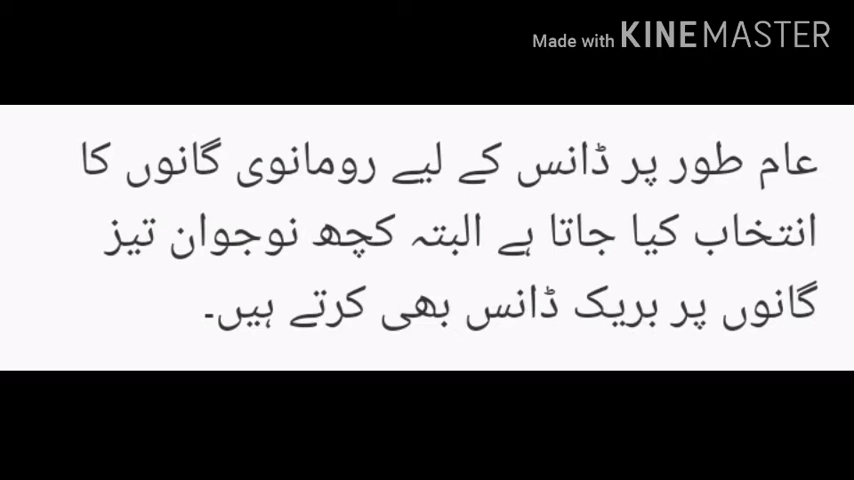 Made with KINEMASTER
عام طور پر ڈانس کے لیے رومانوی گانوں کا
انتخاب کیا جاتا ہے البتہ کچھ نوجوان تیز
گانوں پر بریک ڈانس بھی کرتے ہیں۔